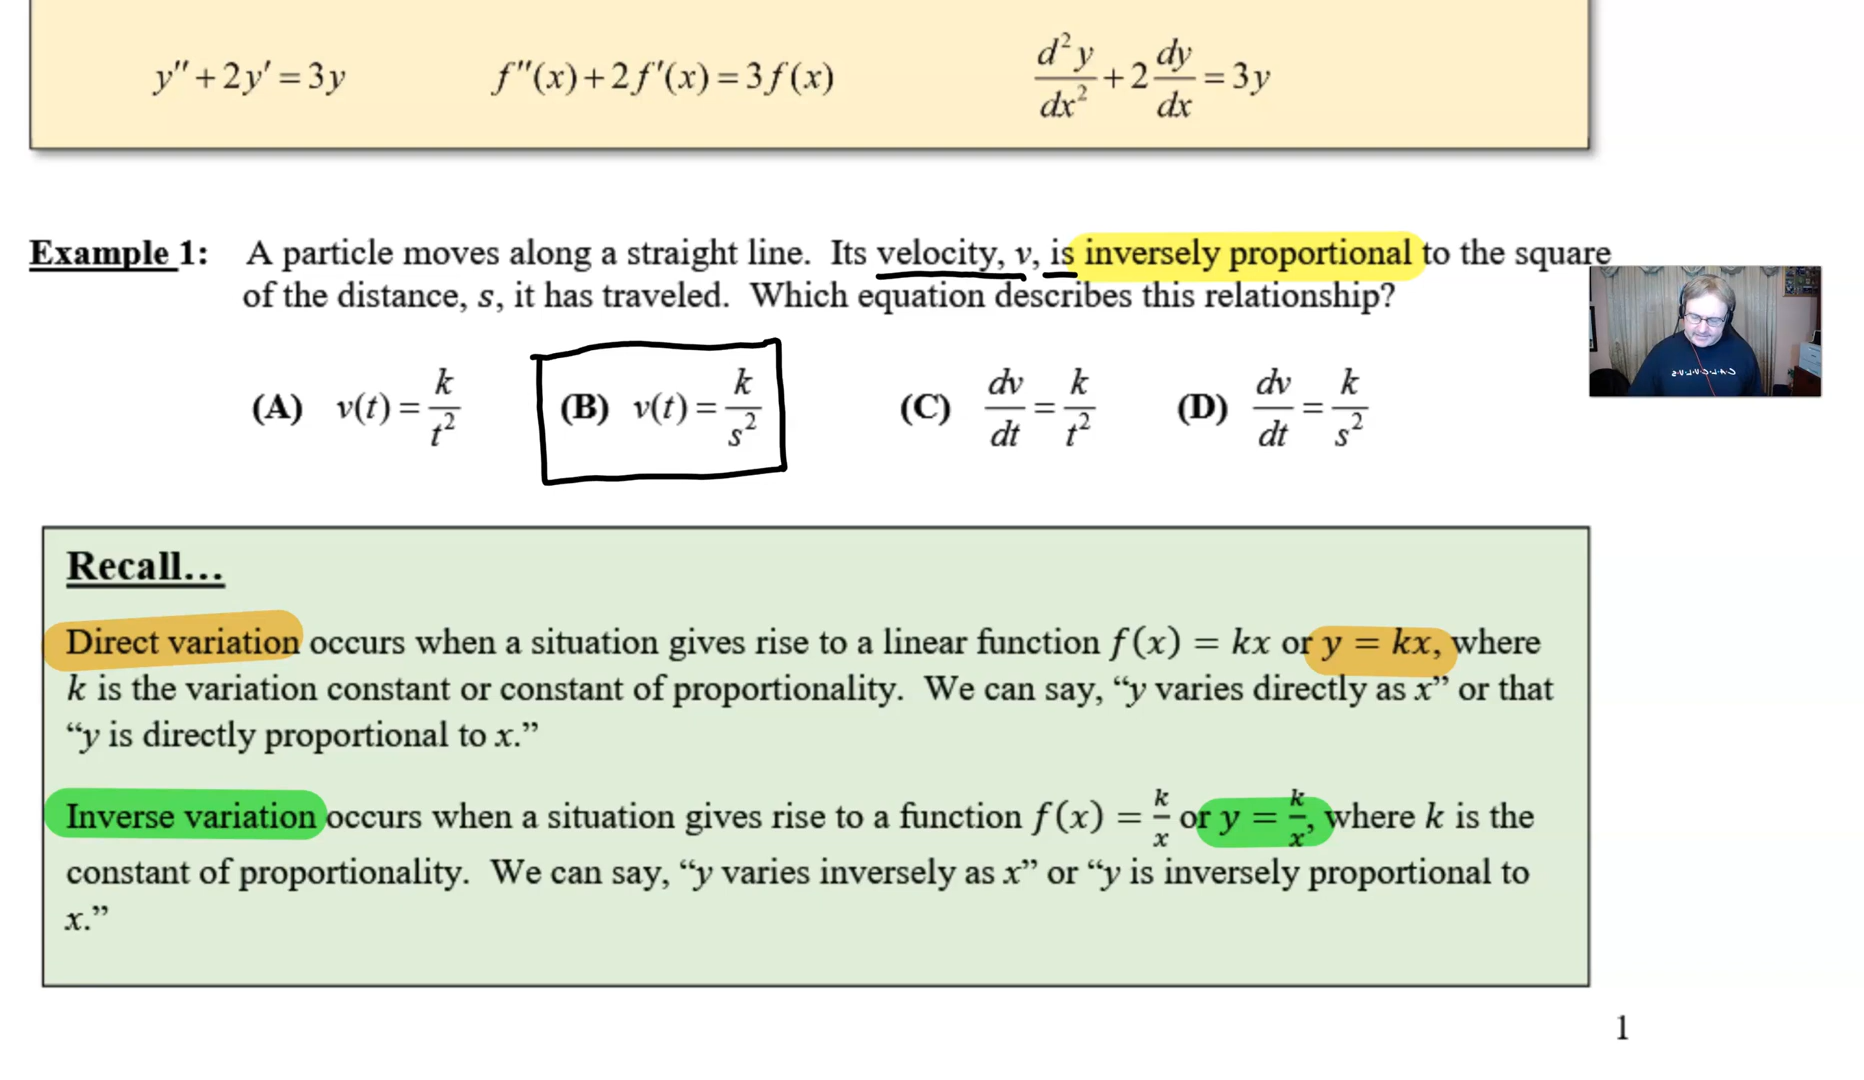 y″ + 2y′ = 3y    f″(x) + 2f′(x) = 3f(x)    d²y/dx² + 2 dy/dx = 3y
Example 1: A particle moves along a straight line. Its velocity, v, is inversely proportional to the square
of the distance, s, it has traveled. Which equation describes this relationship?
(A) v(t) = k/t²    (B) v(t) = k/s²    (C) dv/dt = k/t²    (D) dv/dt = k/s²
Recall…
Direct variation occurs when a situation gives rise to a linear function f(x) = kx or y = kx, where
k is the variation constant or constant of proportionality. We can say, “y varies directly as x” or that
“y is directly proportional to x.”
Inverse variation occurs when a situation gives rise to a function f(x) = k/x or y = k/x, where k is the
constant of proportionality. We can say, “y varies inversely as x” or “y is inversely proportional to
x.”
1